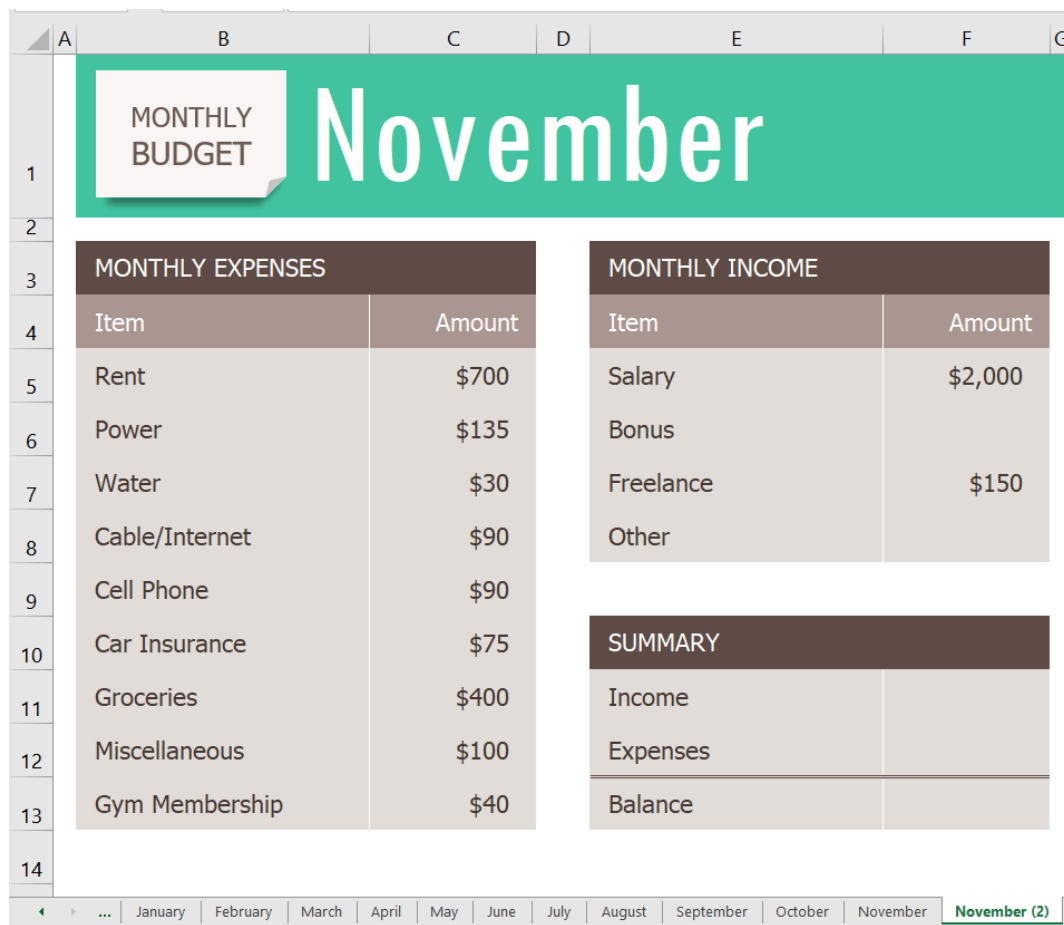 A B C D E F G
1 MONTHLY
BUDGET
November
2
3 MONTHLY EXPENSES MONTHLY INCOME
4 Item Amount Item Amount
5 Rent $700 Salary $2,000
6 Power $135 Bonus
7 Water $30 Freelance $150
8 Cable/Internet $90 Other
9 Cell Phone $90
10 Car Insurance $75 SUMMARY
11 Groceries $400 Income
12 Miscellaneous $100 Expenses
13 Gym Membership $40 Balance
14
... January February March April May June July August September October November November (2)